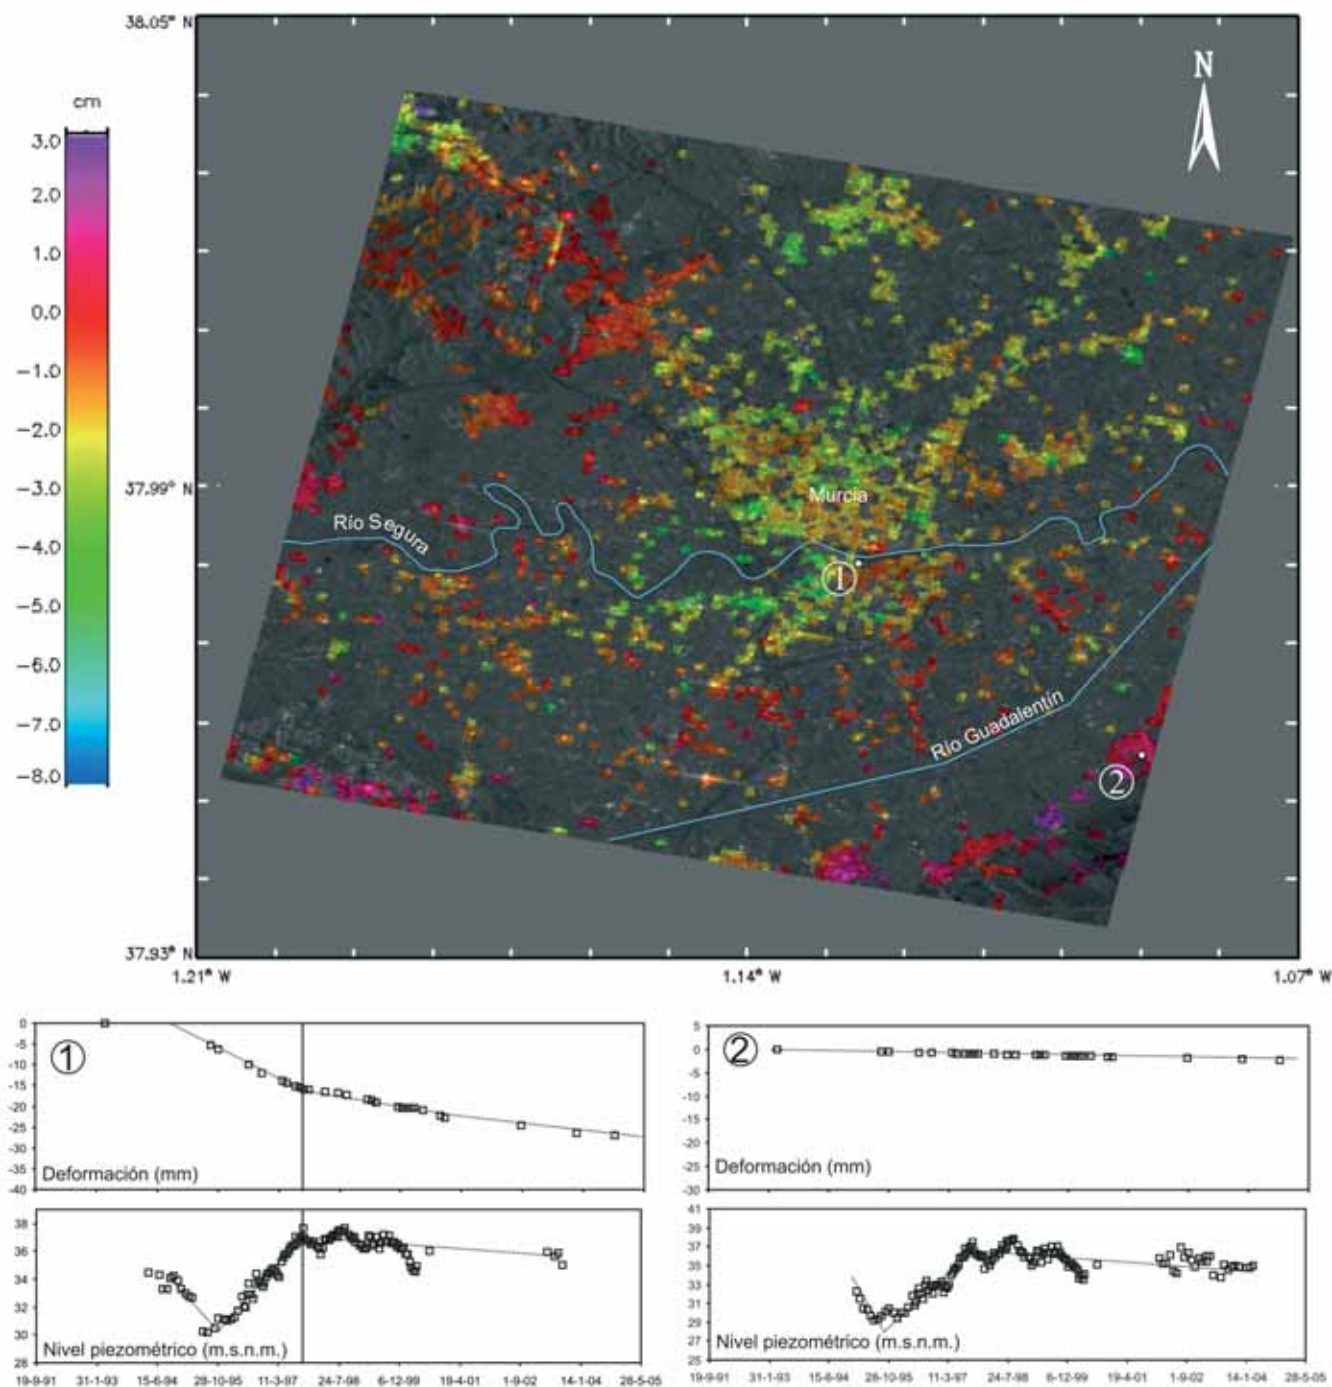 38.05° N
N
cm
3.0
2.0
1.0
0.0
−1.0
−2.0
−3.0
−4.0
−5.0
−6.0
−7.0
−8.0
37.99° N
Murcia
Río Segura
1
Río Guadalentín
2
37.93° N
1.21° W
1.14° W
1.07° W
1
0
-5
-10
-15
-20
-25
-30
-35
-40
Deformación (mm)
2
5
0
-5
-10
-15
-20
-25
-30
Deformación (mm)
38
36
34
32
30
28
Nivel piezométrico (m.s.n.m.)
19-9-91 31-1-93 15-6-94 28-10-95 11-3-97 24-7-98 6-12-99 19-4-01 1-9-02 14-1-04 28-5-05
41
39
37
35
33
31
29
27
25
Nivel piezométrico (m.s.n.m.)
19-9-91 31-1-93 15-6-94 28-10-95 11-3-97 24-7-98 6-12-99 19-4-01 1-9-02 14-1-04 28-5-05